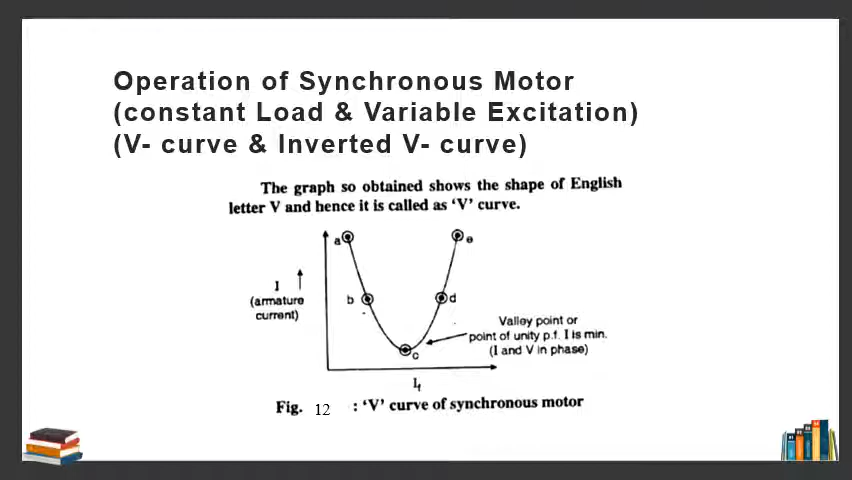 Operation of Synchronous Motor
(constant Load & Variable Excitation)
(V- curve & Inverted V- curve)
The graph so obtained shows the shape of English
letter V and hence it is called as ‘V’ curve.
a
e
I
(armature
current)
b
d
Valley point or
point of unity p.f. I is min.
(I and V in phase)
c
If
Fig. 12 : ‘V’ curve of synchronous motor